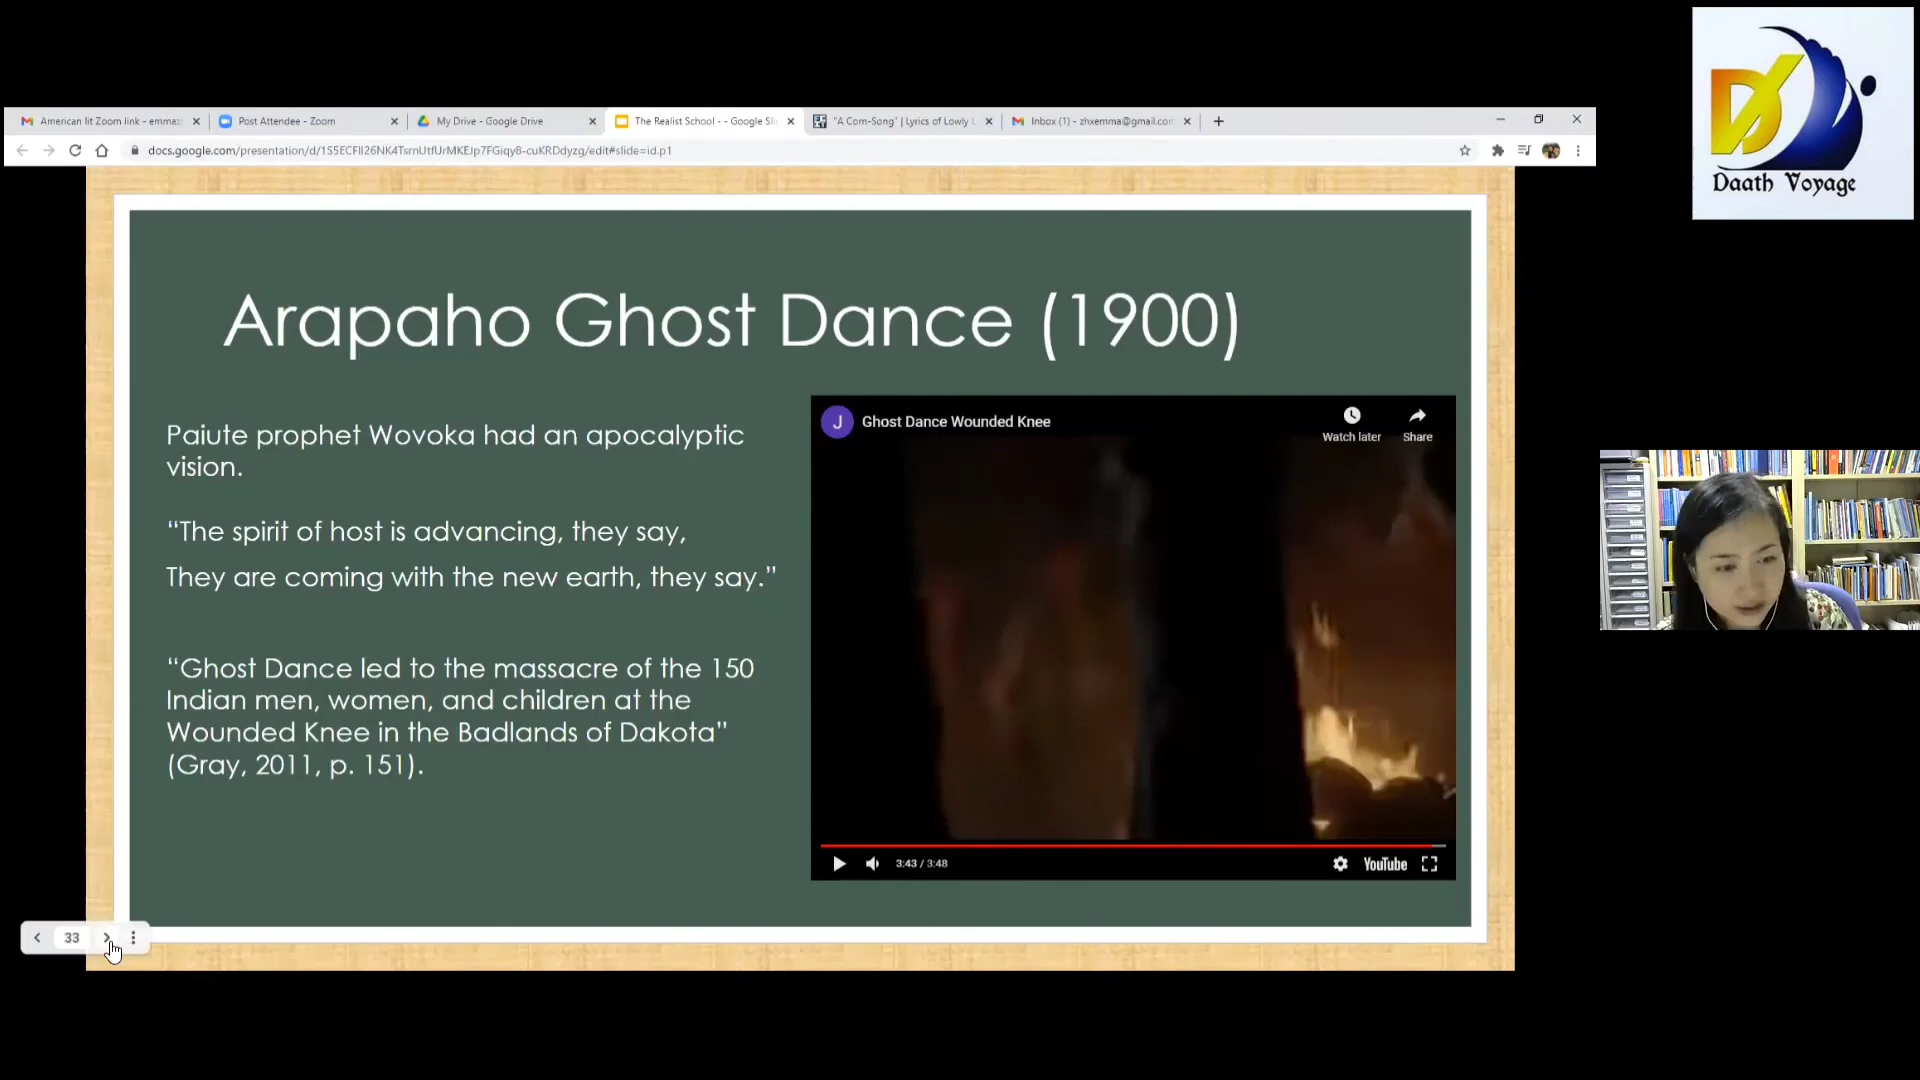 American lit Zoom link - emmaz
Post Attendee - Zoom
My Drive - Google Drive
The Realist School - - Google Sli
"A Corn-Song" | Lyrics of Lowly L
Inbox (1) - zhxemma@gmail.com
docs.google.com/presentation/d/1S5ECFlI26NK4TsrnUtfUrMKEJp7FGiqy8-cuKRDdyzg/edit#slide=id.p1
DV
Daath Voyage
Arapaho Ghost Dance (1900)
Paiute prophet Wovoka had an apocalyptic
vision.
“The spirit of host is advancing, they say,
They are coming with the new earth, they say.”
“Ghost Dance led to the massacre of the 150
Indian men, women, and children at the
Wounded Knee in the Badlands of Dakota”
(Gray, 2011, p. 151).
J
Ghost Dance Wounded Knee
Watch later
Share
3:43 / 3:48
YouTube
33